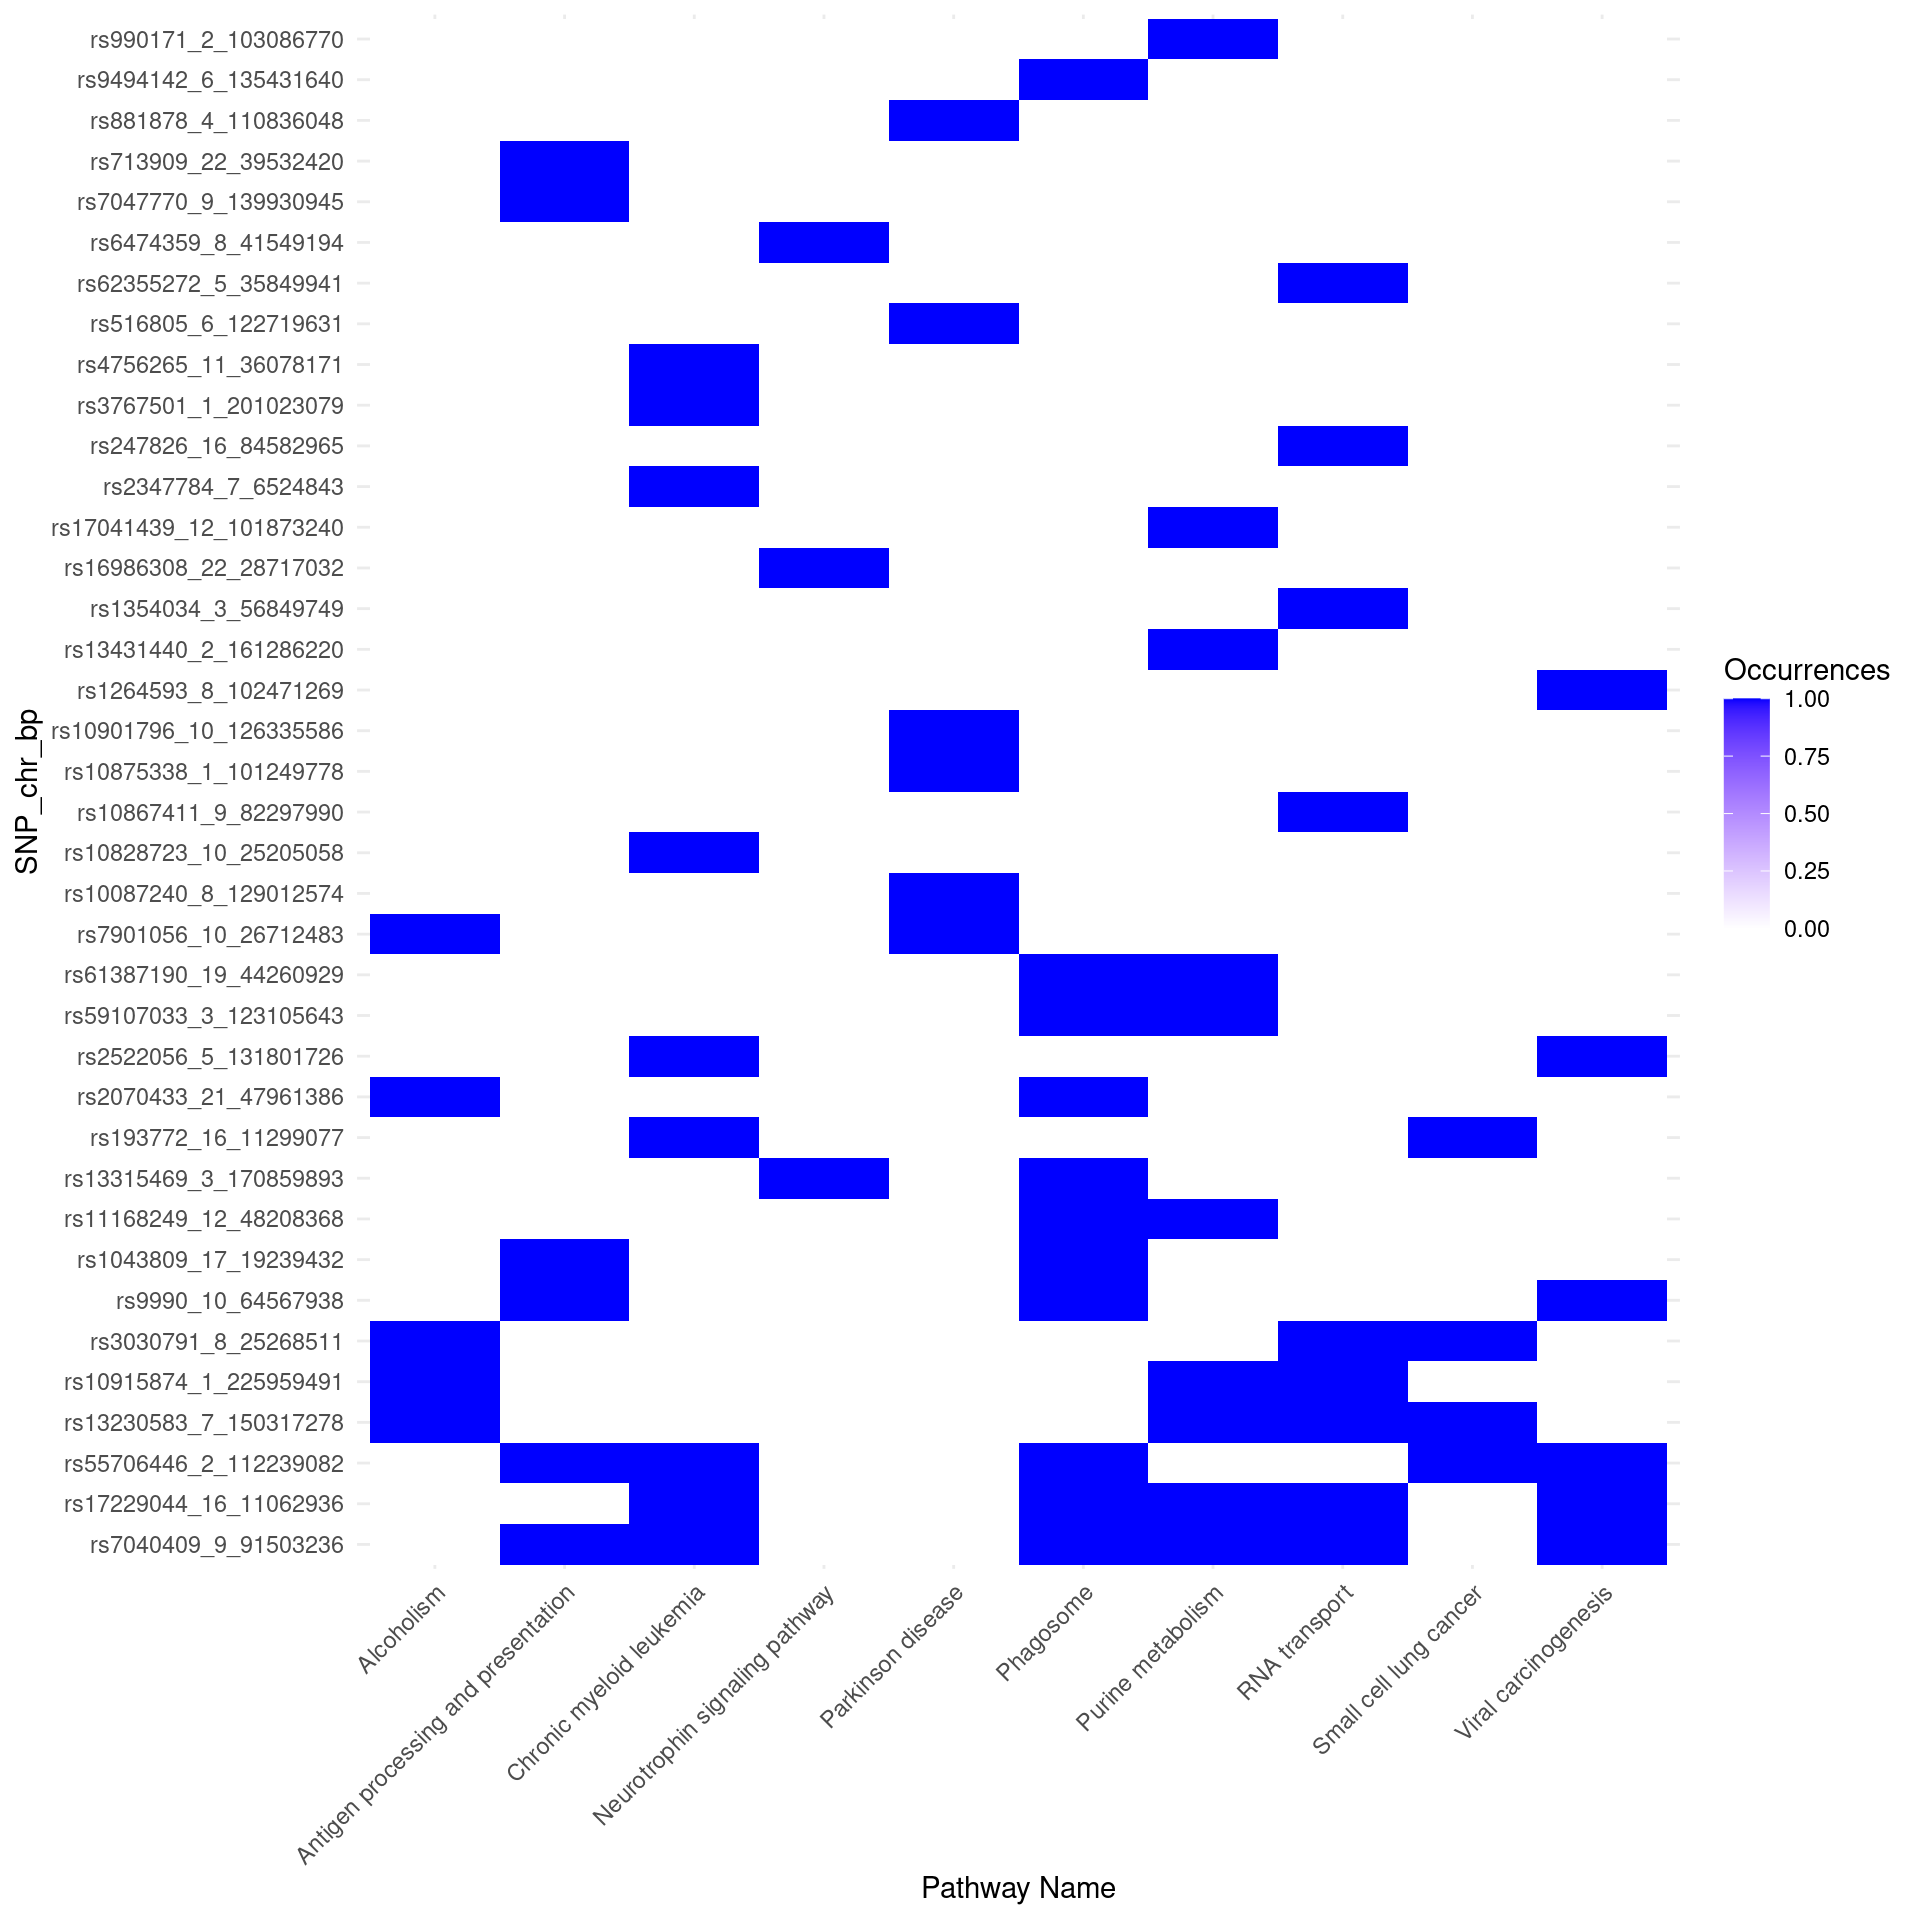 rs990171_2_103086770
rs9494142_6_135431640
rs881878_4_110836048
rs713909_22_39532420
rs7047770_9_139930945
rs6474359_8_41549194
rs62355272_5_35849941
rs516805_6_122719631
rs4756265_11_36078171
rs3767501_1_201023079
rs247826_16_84582965
rs2347784_7_6524843
rs17041439_12_101873240
rs16986308_22_28717032
rs1354034_3_56849749
rs13431440_2_161286220
rs1264593_8_102471269
rs10901796_10_126335586
rs10875338_1_101249778
rs10867411_9_82297990
rs10828723_10_25205058
rs10087240_8_129012574
rs7901056_10_26712483
rs61387190_19_44260929
rs59107033_3_123105643
rs2522056_5_131801726
rs2070433_21_47961386
rs193772_16_11299077
rs13315469_3_170859893
rs11168249_12_48208368
rs1043809_17_19239432
rs9990_10_64567938
rs3030791_8_25268511
rs10915874_1_225959491
rs13230583_7_150317278
rs55706446_2_112239082
rs17229044_16_11062936
rs7040409_9_91503236
SNP_chr_bp
Alcoholism
Antigen processing and presentation
Chronic myeloid leukemia
Neurotrophin signaling pathway
Parkinson disease
Phagosome
Purine metabolism
RNA transport
Small cell lung cancer
Viral carcinogenesis
Pathway Name
Occurrences
1.00
0.75
0.50
0.25
0.00